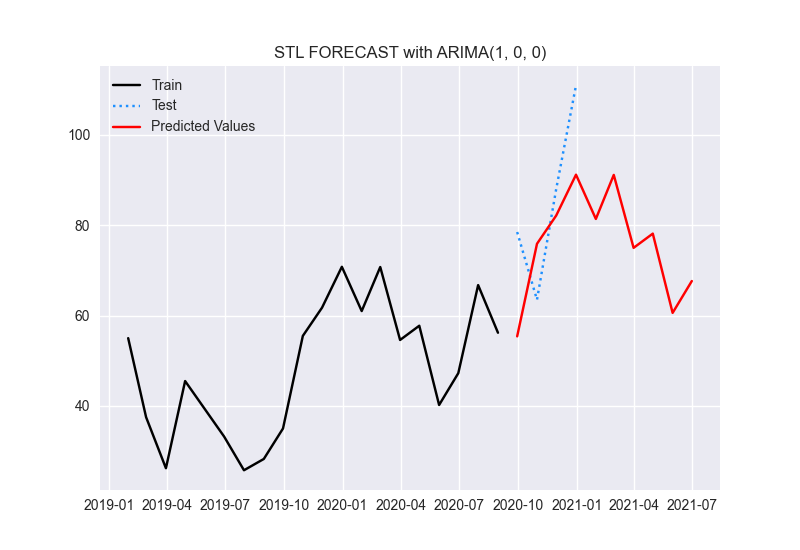 STL FORECAST with ARIMA(1, 0, 0)
Train
Test
Predicted Values
100
80
60
40
2019-01 2019-04 2019-07 2019-10 2020-01 2020-04 2020-07 2020-10 2021-01 2021-04 2021-07